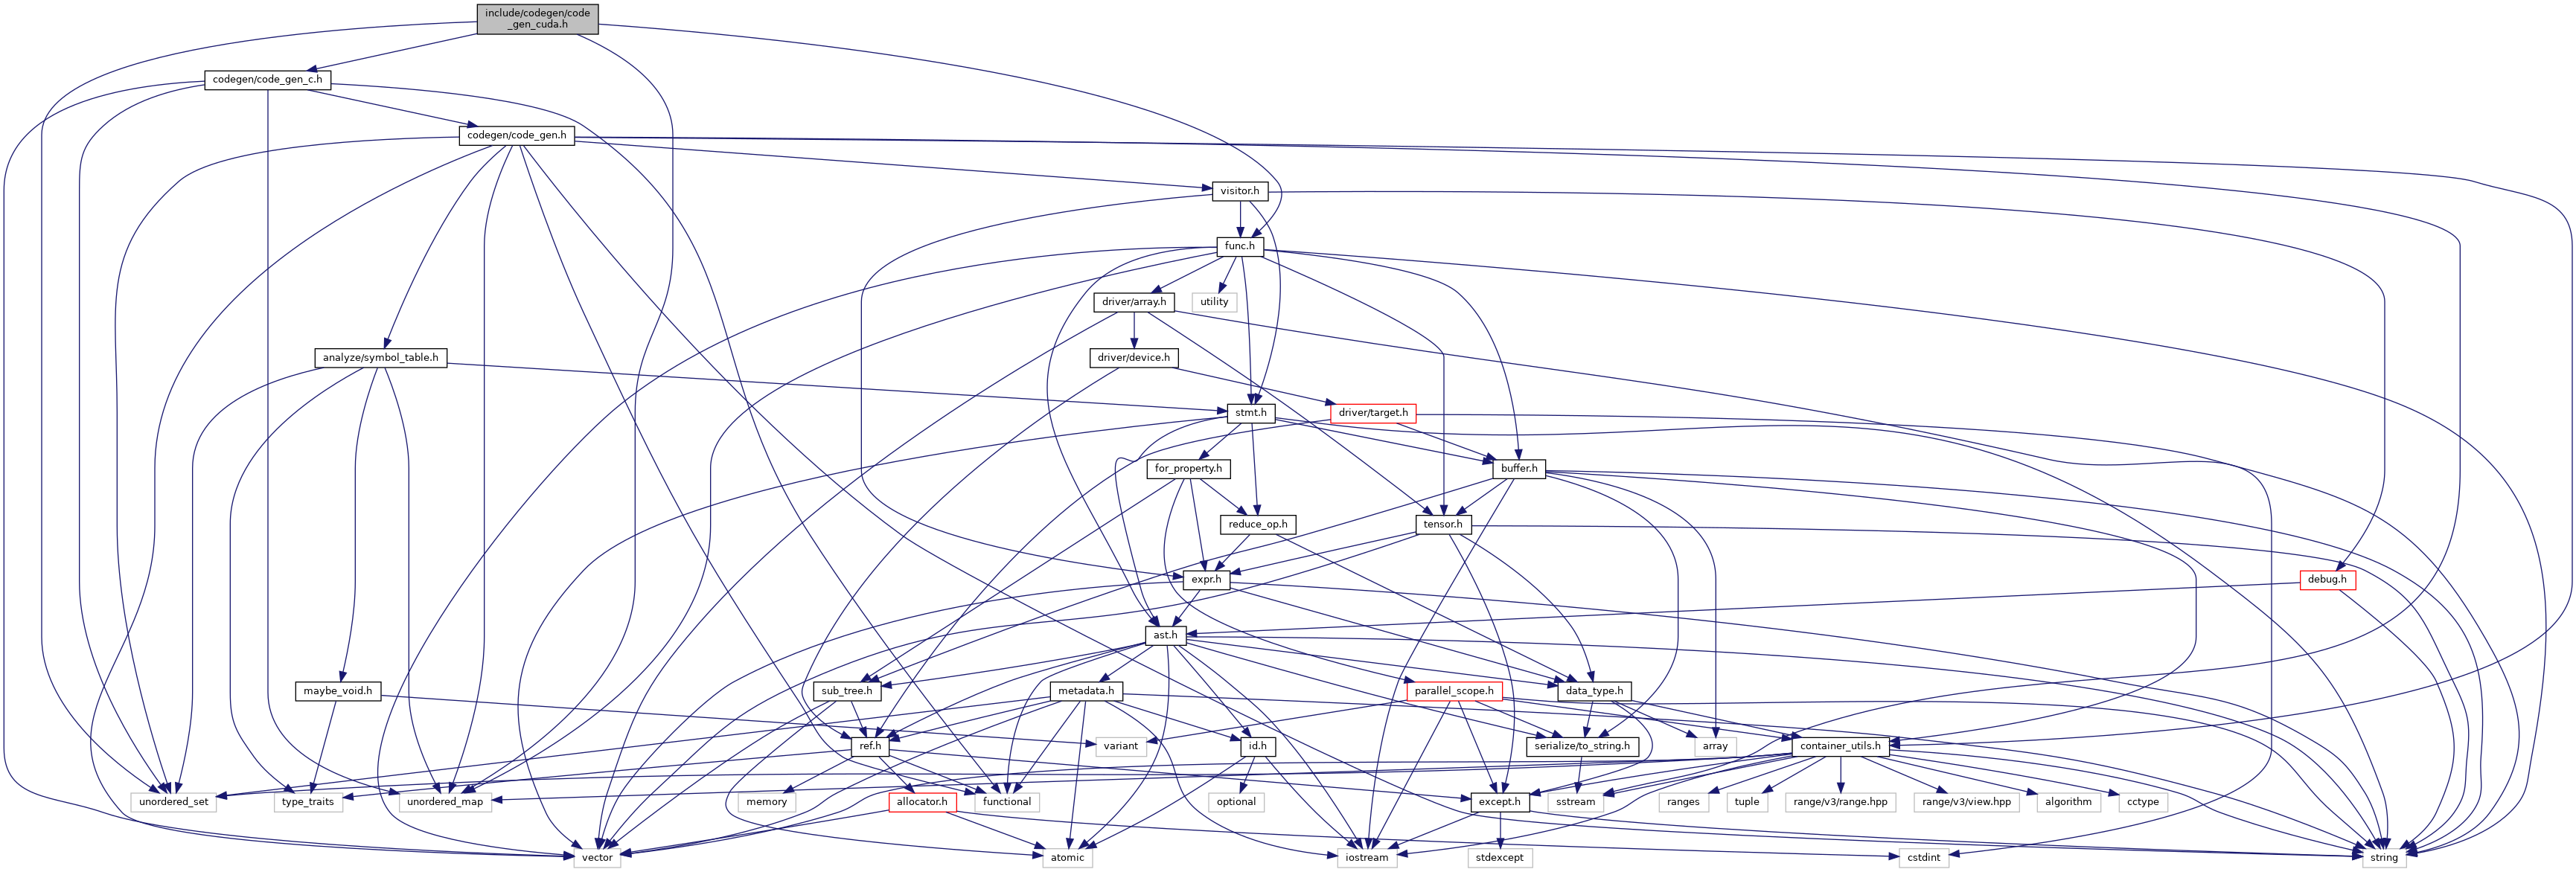 include/codegen/code
_gen_cuda.h
codegen/code_gen_c.h
codegen/code_gen.h
visitor.h
func.h
driver/array.h
utility
analyze/symbol_table.h
driver/device.h
stmt.h
driver/target.h
for_property.h
buffer.h
reduce_op.h
tensor.h
expr.h
debug.h
ast.h
maybe_void.h
sub_tree.h
metadata.h
parallel_scope.h
data_type.h
variant
ref.h
id.h
serialize/to_string.h
array
container_utils.h
unordered_set
type_traits
unordered_map
memory
allocator.h
functional
optional
except.h
sstream
ranges
tuple
range/v3/range.hpp
range/v3/view.hpp
algorithm
cctype
vector
atomic
iostream
stdexcept
cstdint
string